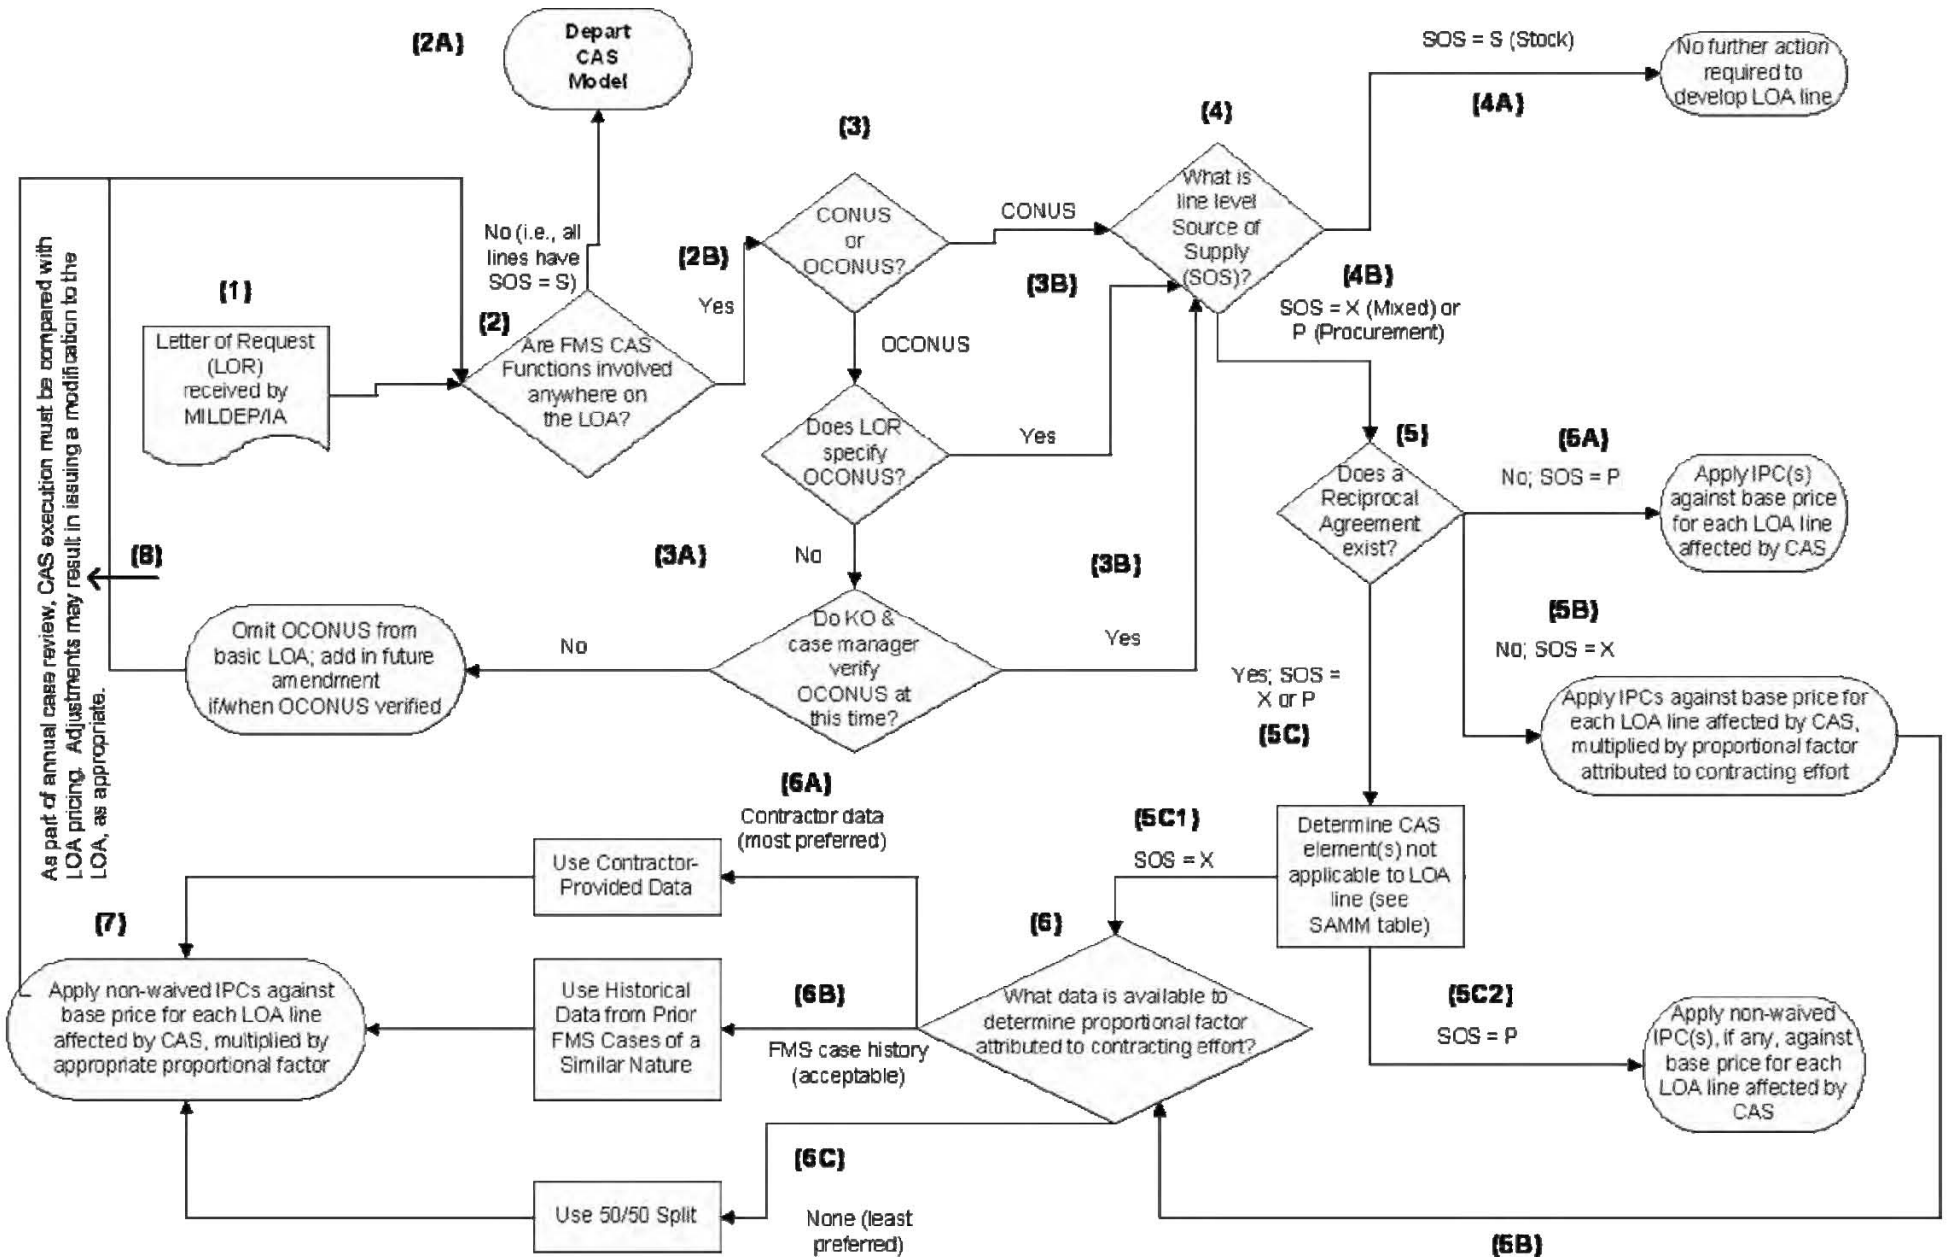 (2A)
Depart
CAS
Model
SOS = S (Stock)
(4A)
No further action
required to
develop LOA line
(3)
(4)
CONUS
or
OCONUS?
CONUS
What is
line level
Source of
Supply
(SOS)?
No (i.e., all
lines have
SOS = S)
(2B)
Yes
(3B)
(4B)
SOS = X (Mixed) or
P (Procurement)
(1)
Letter of Request
(LOR)
received by
MILDEP/IA
(2)
Are FMS CAS
Functions involved
anywhere on
the LOA?
OCONUS
Does LOR
specify
OCONUS?
Yes
(5)
Does a
Reciprocal
Agreement
exist?
(5A)
No; SOS = P
Apply IPC(s)
against base price
for each LOA line
affected by CAS
As part of annual case review, CAS execution must be compared with
LOA pricing. Adjustments may result in issuing a modification to the
LOA, as appropriate.
(8)
(3A)
No
(3B)
Omit OCONUS from
basic LOA; add in future
amendment
if/when OCONUS verified
No
Do KO &
case manager
verify
OCONUS at
this time?
Yes
Yes; SOS =
X or P
(5C)
(5B)
No; SOS = X
Apply IPCs against base price for
each LOA line affected by CAS,
multiplied by proportional factor
attributed to contracting effort
(6A)
Contractor data
(most preferred)
(5C1)
SOS = X
Determine CAS
element(s) not
applicable to LOA
line (see
SAMM table)
Use Contractor-
Provided Data
(7)
Apply non-waived IPCs against
base price for each LOA line
affected by CAS, multiplied by
appropriate proportional factor
Use Historical
Data from Prior
FMS Cases of a
Similar Nature
(6B)
FMS case history
(acceptable)
(6)
What data is available to
determine proportional factor
attributed to contracting effort?
(5C2)
SOS = P
Apply non-waived
IPC(s), if any, against
base price for each
LOA line affected by
CAS
(6C)
Use 50/50 Split
None (least
preferred)
(5B)